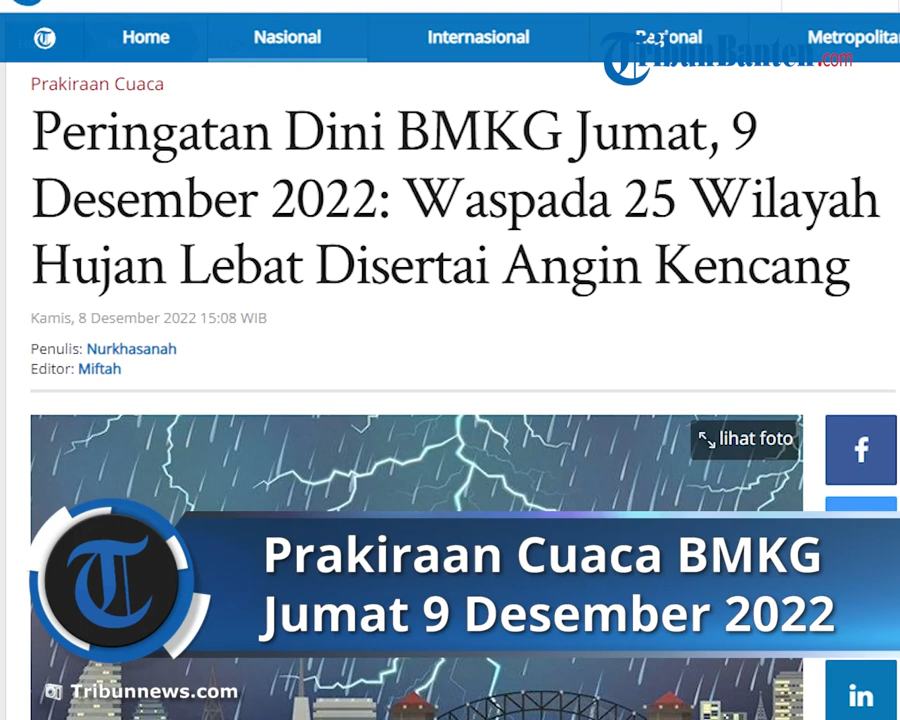 Home Nasional Internasional Regional Metropolitan
TribunBanten.com
Prakiraan Cuaca
Peringatan Dini BMKG Jumat, 9
Desember 2022: Waspada 25 Wilayah
Hujan Lebat Disertai Angin Kencang
Kamis, 8 Desember 2022 15:08 WIB
Penulis: Nurkhasanah
Editor: Miftah
lihat foto
f
Prakiraan Cuaca BMKG
Jumat 9 Desember 2022
Tribunnews.com
in